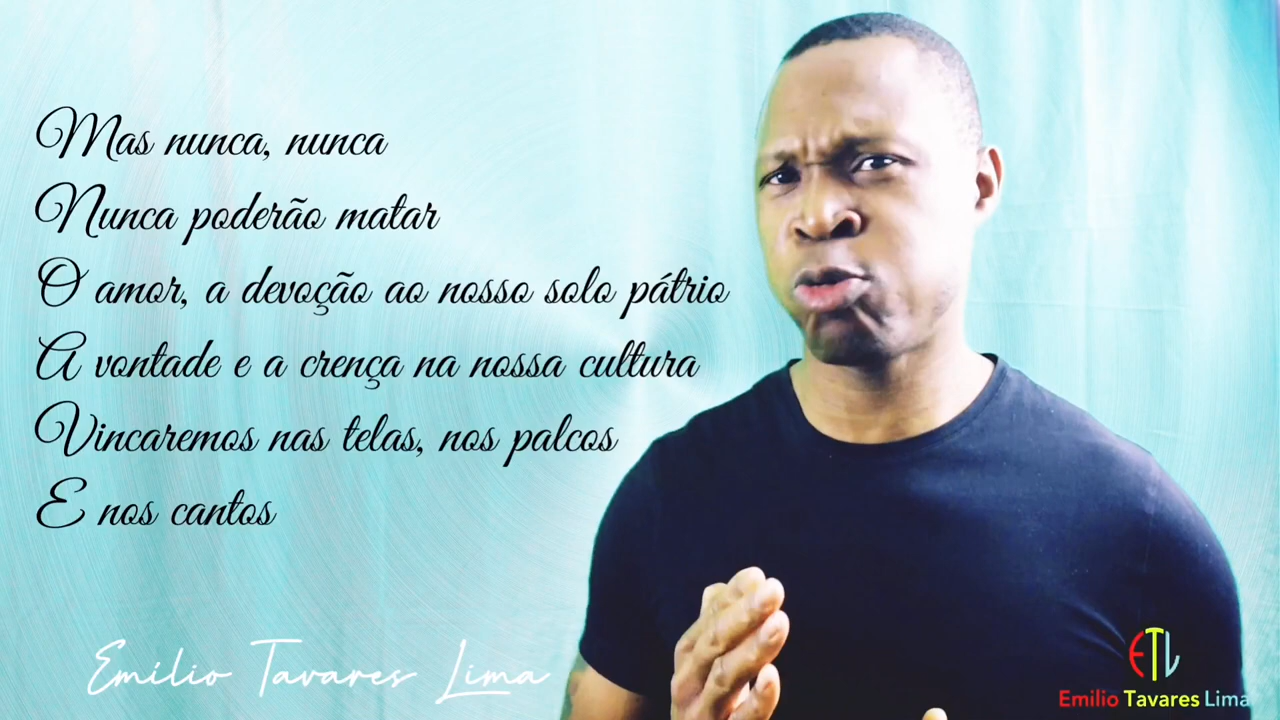 Mas nunca, nunca
Nunca poderão matar
O amor, a devoção ao nosso solo pátrio
A vontade e a crença na nossa cultura
Vincaremos nas telas, nos palcos
E nos cantos
Emílio Tavares Lima
ETL
Emilio Tavares Lima